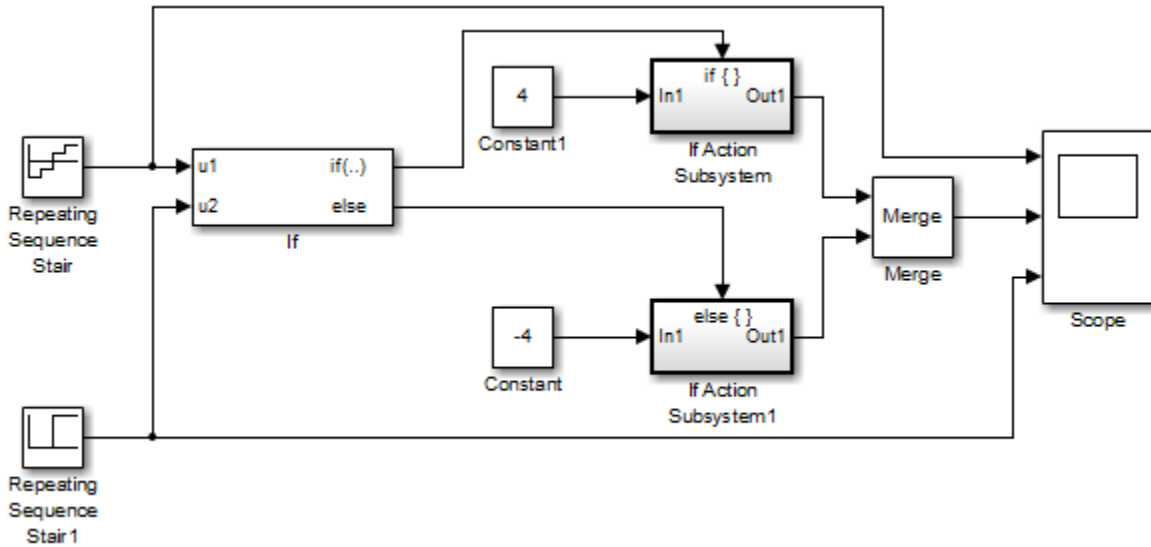 if { }
In1
Out1
4
Constant1
If Action
Subsystem
u1
if(..)
u2
else
If
Repeating
Sequence
Stair
Merge
Merge
Scope
else { }
In1
Out1
-4
Constant
If Action
Subsystem1
Repeating
Sequence
Stair1